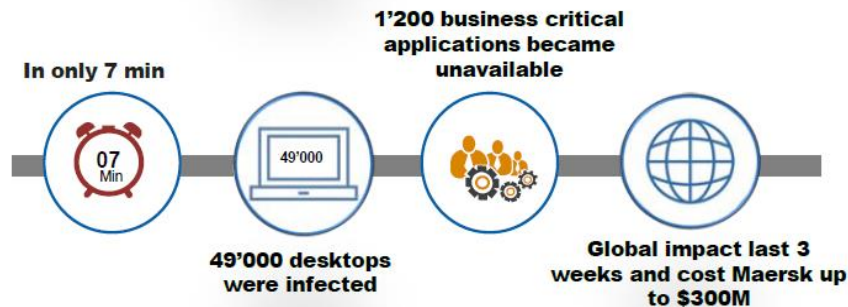 In only 7 min
07
Min
49’000
49’000 desktops
were infected
1’200 business critical
applications became
unavailable
Global impact last 3
weeks and cost Maersk up
to $300M